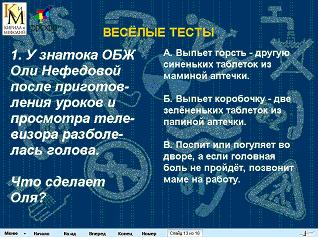 КИРИЛЛ И
МЕФОДИЙ
ВЕСЁЛЫЕ ТЕСТЫ
1. У знатока ОБЖ
Оли Нефедовой
после приготов-
ления уроков и
просмотра теле-
визора разболе-
лась голова.
Что сделает
Оля?
А. Выпьет горсть - другую
синеньких таблеток из
маминой аптечки.
Б. Выпьет коробочку - две
зелёненьких таблеток из
папиной аптечки.
В. Поспит или погуляет во
дворе, а если головная
боль не пройдёт, позвонит
маме на работу.
Меню Начало Назад Вперед Конец Номер Слайд 13 из 16